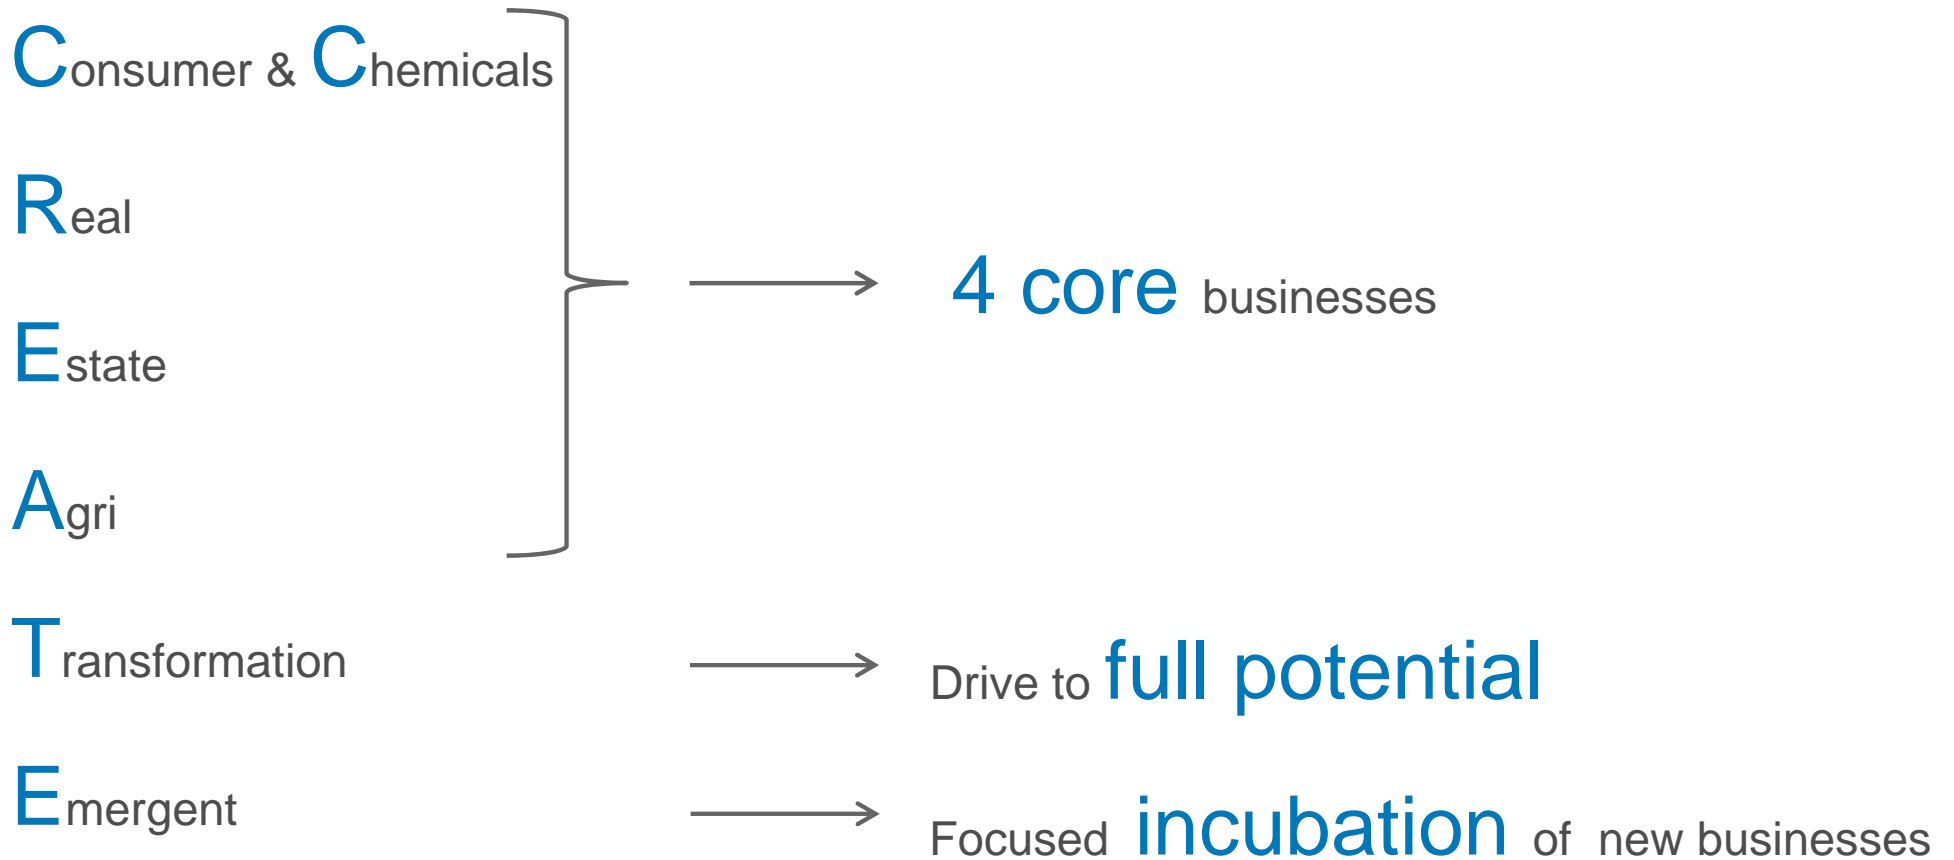 Consumer & Chemicals
Real
4 core businesses
Estate
Agri
Transformation
Drive to full potential
Emergent
Focused incubation of new businesses